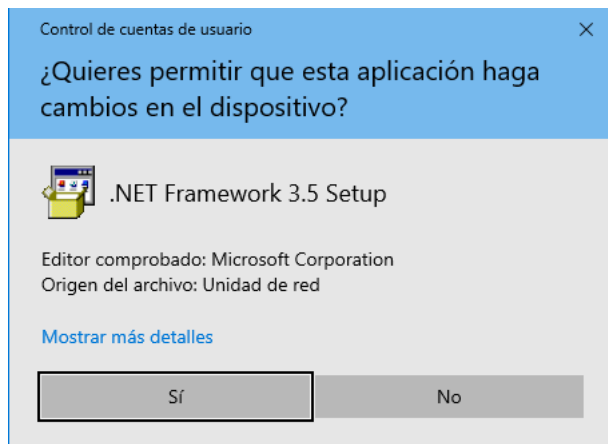 Control de cuentas de usuario
¿Quieres permitir que esta aplicación haga
cambios en el dispositivo?
.NET Framework 3.5 Setup
Editor comprobado: Microsoft Corporation
Origen del archivo: Unidad de red
Mostrar más detalles
Sí
No